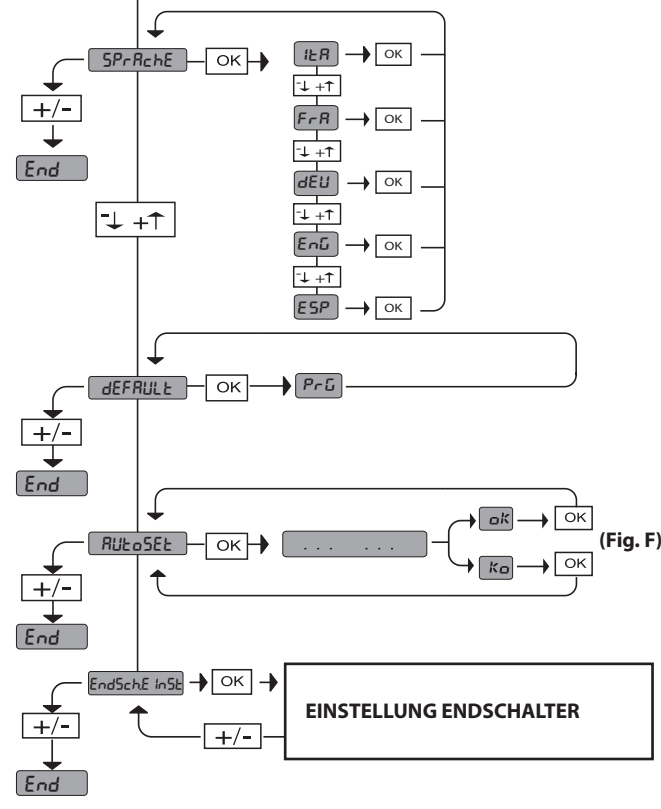 SPrAchE OK ItA OK
-↓ +↑
+/- FrA OK
-↓ +↑
End dEU OK
-↓ +↑ -↓ +↑
EnG OK
-↓ +↑
ESP OK
dEFAULt OK PrG
+/-
End
AUtoSEt OK ... ... oK OK
(Fig. F)
+/- Ko OK
End
EndSch.E InSt OK EINSTELLUNG ENDSCHALTER
+/- +/-
End